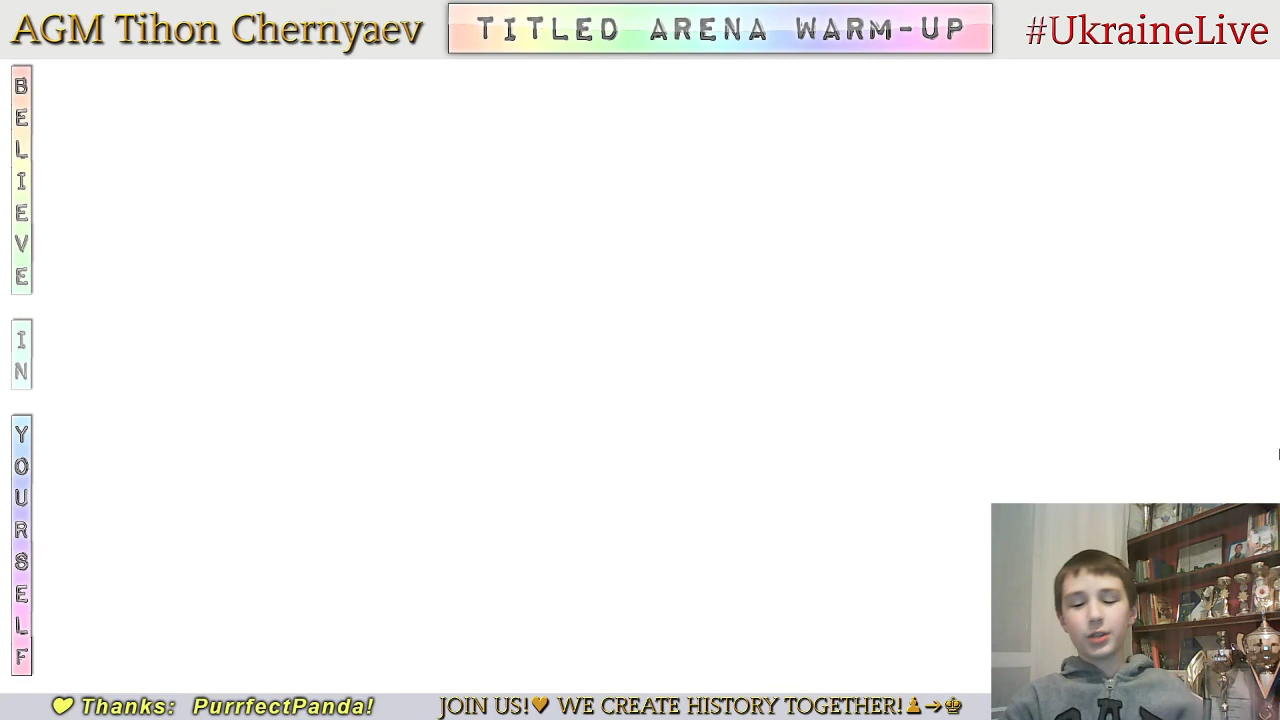 AGM Tihon Chernyaev
TITLED ARENA WARM-UP
#UkraineLive
BELIEVE
IN
YOURSELF
💛 Thanks: PurrfectPanda!
JOIN US!🧡 WE CREATE HISTORY TOGETHER!♟→♚